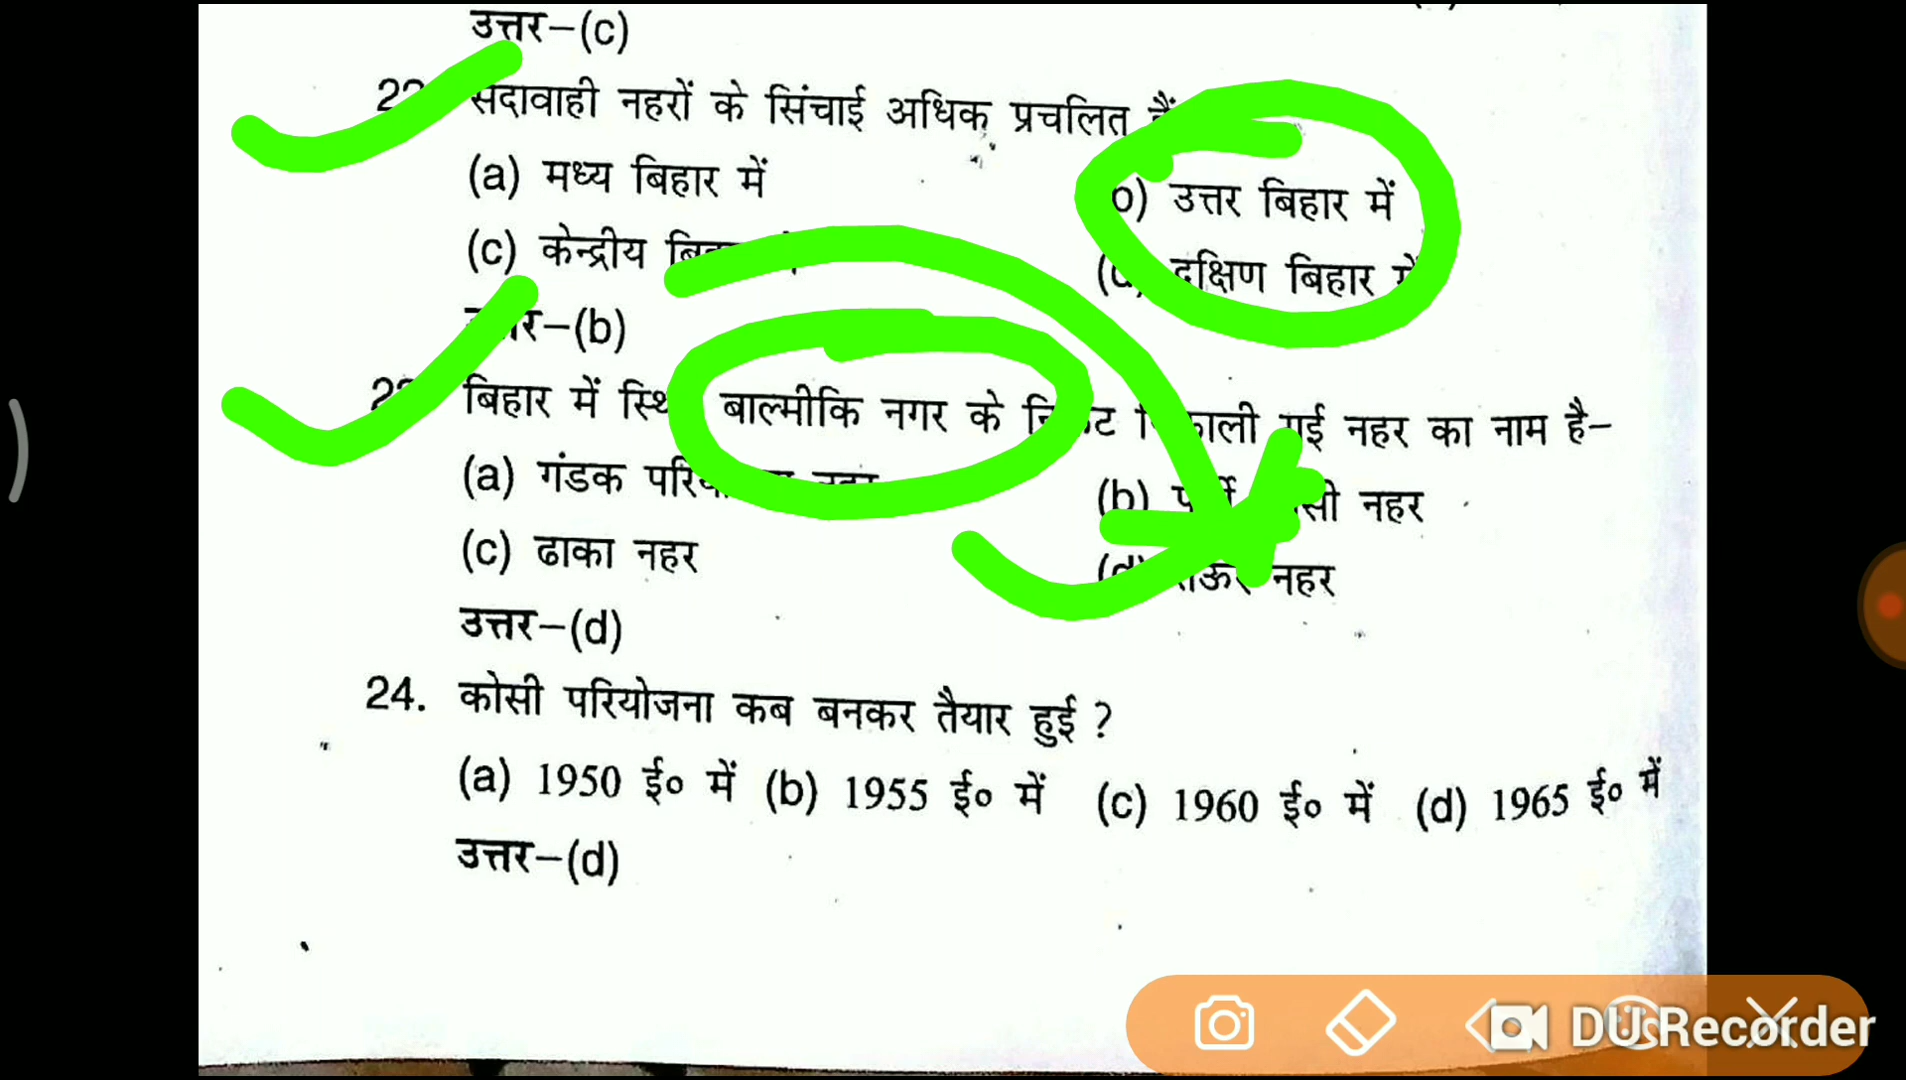 उत्तर–(c)
सदावाही नहरों के सिंचाई अधिक प्रचलित हैं
(a) मध्य बिहार में
उत्तर बिहार में
(c) केन्द्रीय
दक्षिण बिहार में
–(b)
बिहार में बाल्मीकि नगर के गई नहर का नाम है–
(a) गंडक
(b) नहर
(c) ढाका नहर
(d) नहर
उत्तर–(d)
24. कोसी परियोजना कब बनकर तैयार हुई ?
(a) 1950 ई० में (b) 1955 ई० में (c) 1960 ई० में (d) 1965 ई० में
उत्तर–(d)
DU Recorder